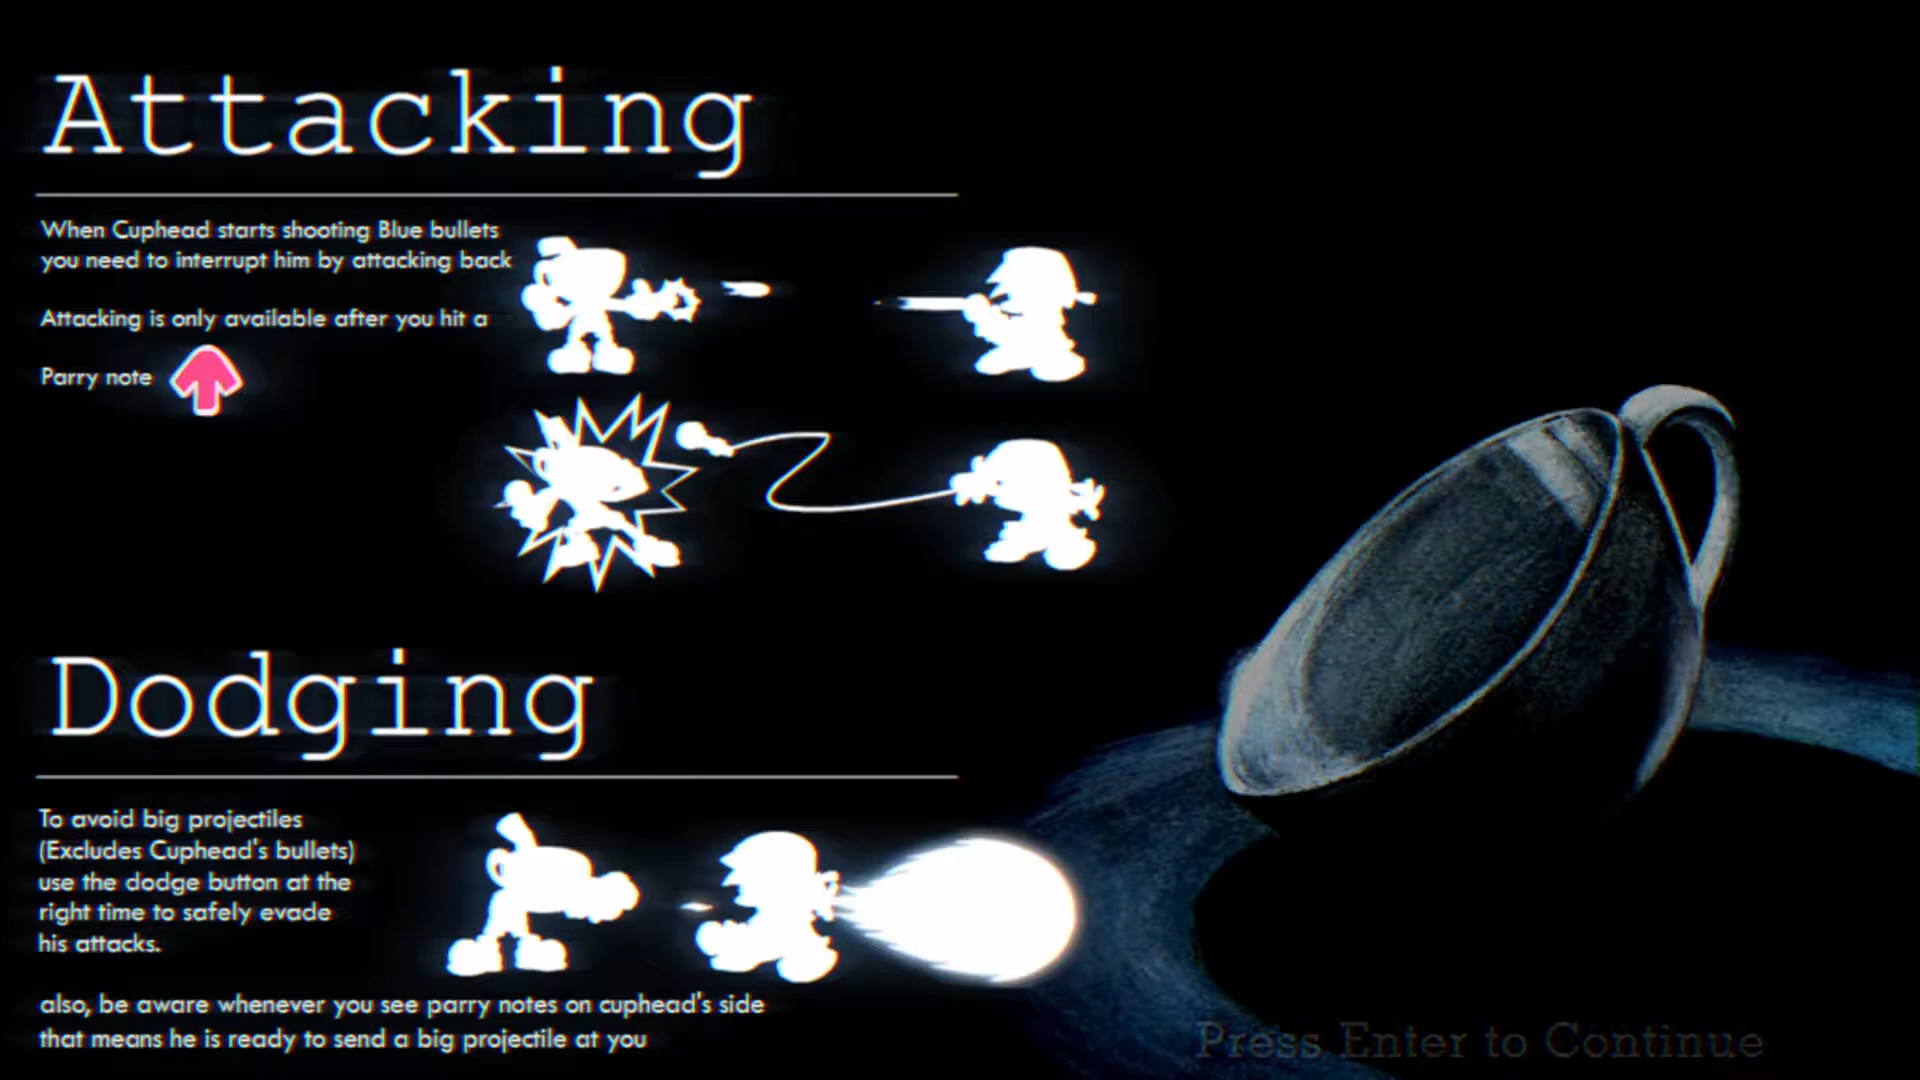 Attacking
When Cuphead starts shooting Blue bullets
you need to interrupt him by attacking back
Attacking is only available after you hit a
Parry note
Dodging
To avoid big projectiles
(Excludes Cuphead's bullets)
use the dodge button at the
right time to safely evade
his attacks.
also, be aware whenever you see parry notes on cuphead's side
that means he is ready to send a big projectile at you
Press Enter to Continue